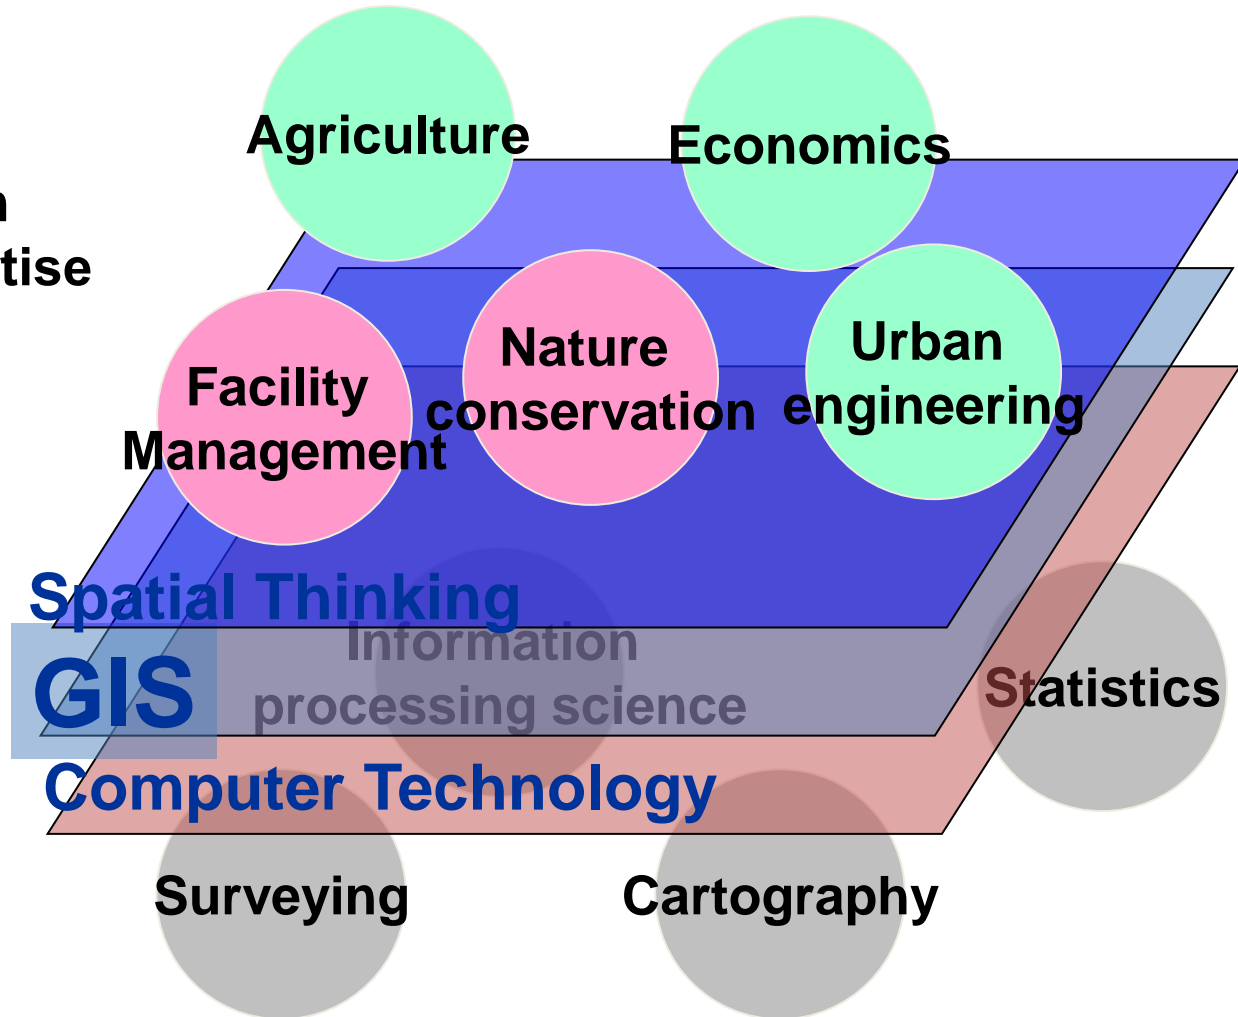 Agriculture
Economics
tise
Nature
conservation
Urban
engineering
Facility
Management
Spatial Thinking
Information
processing science
GIS
Statistics
Computer Technology
Surveying
Cartography